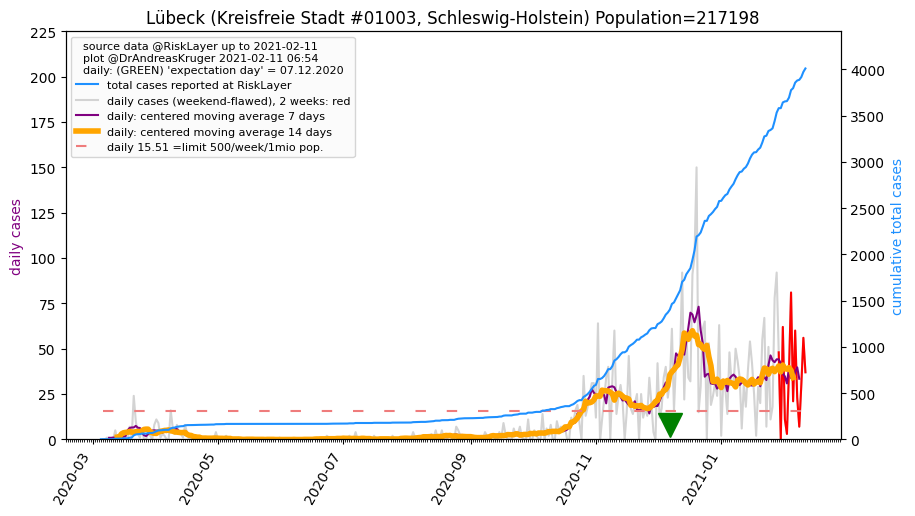 Lübeck (Kreisfreie Stadt #01003, Schleswig-Holstein) Population=217198
source data @RiskLayer up to 2021-02-11
plot @DrAndreasKruger 2021-02-11 06:54
daily: (GREEN) 'expectation day' = 07.12.2020
total cases reported at RiskLayer
daily cases (weekend-flawed), 2 weeks: red
daily: centered moving average 7 days
daily: centered moving average 14 days
daily 15.51 =limit 500/week/1mio pop.
daily cases
225
200
175
150
125
100
75
50
25
0
cumulative total cases
4000
3500
3000
2500
2000
1500
1000
500
0
2020-03
2020-05
2020-07
2020-09
2020-11
2021-01